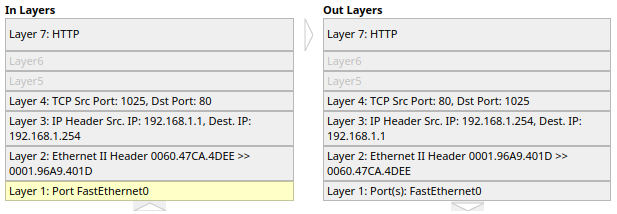 In Layers
Layer 7: HTTP
Layer6
Layer5
Layer 4: TCP Src Port: 1025, Dst Port: 80
Layer 3: IP Header Src. IP: 192.168.1.1, Dest. IP:
192.168.1.254
Layer 2: Ethernet II Header 0060.47CA.4DEE >>
0001.96A9.401D
Layer 1: Port FastEthernet0
Out Layers
Layer 7: HTTP
Layer6
Layer5
Layer 4: TCP Src Port: 80, Dst Port: 1025
Layer 3: IP Header Src. IP: 192.168.1.254, Dest. IP:
192.168.1.1
Layer 2: Ethernet II Header 0001.96A9.401D >>
0060.47CA.4DEE
Layer 1: Port(s): FastEthernet0